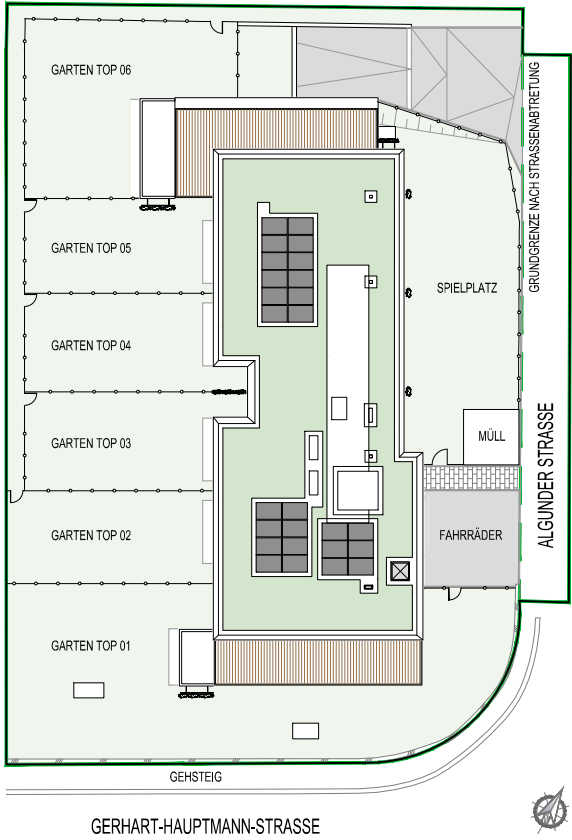 GARTEN TOP 06
GRUNDGRENZE NACH STRASSENABTRETUNG
GARTEN TOP 05
SPIELPLATZ
GARTEN TOP 04
GARTEN TOP 03
MÜLL
ALGUNDER STRASSE
GARTEN TOP 02
FAHRRÄDER
GARTEN TOP 01
GEHSTEIG
GERHART-HAUPTMANN-STRASSE